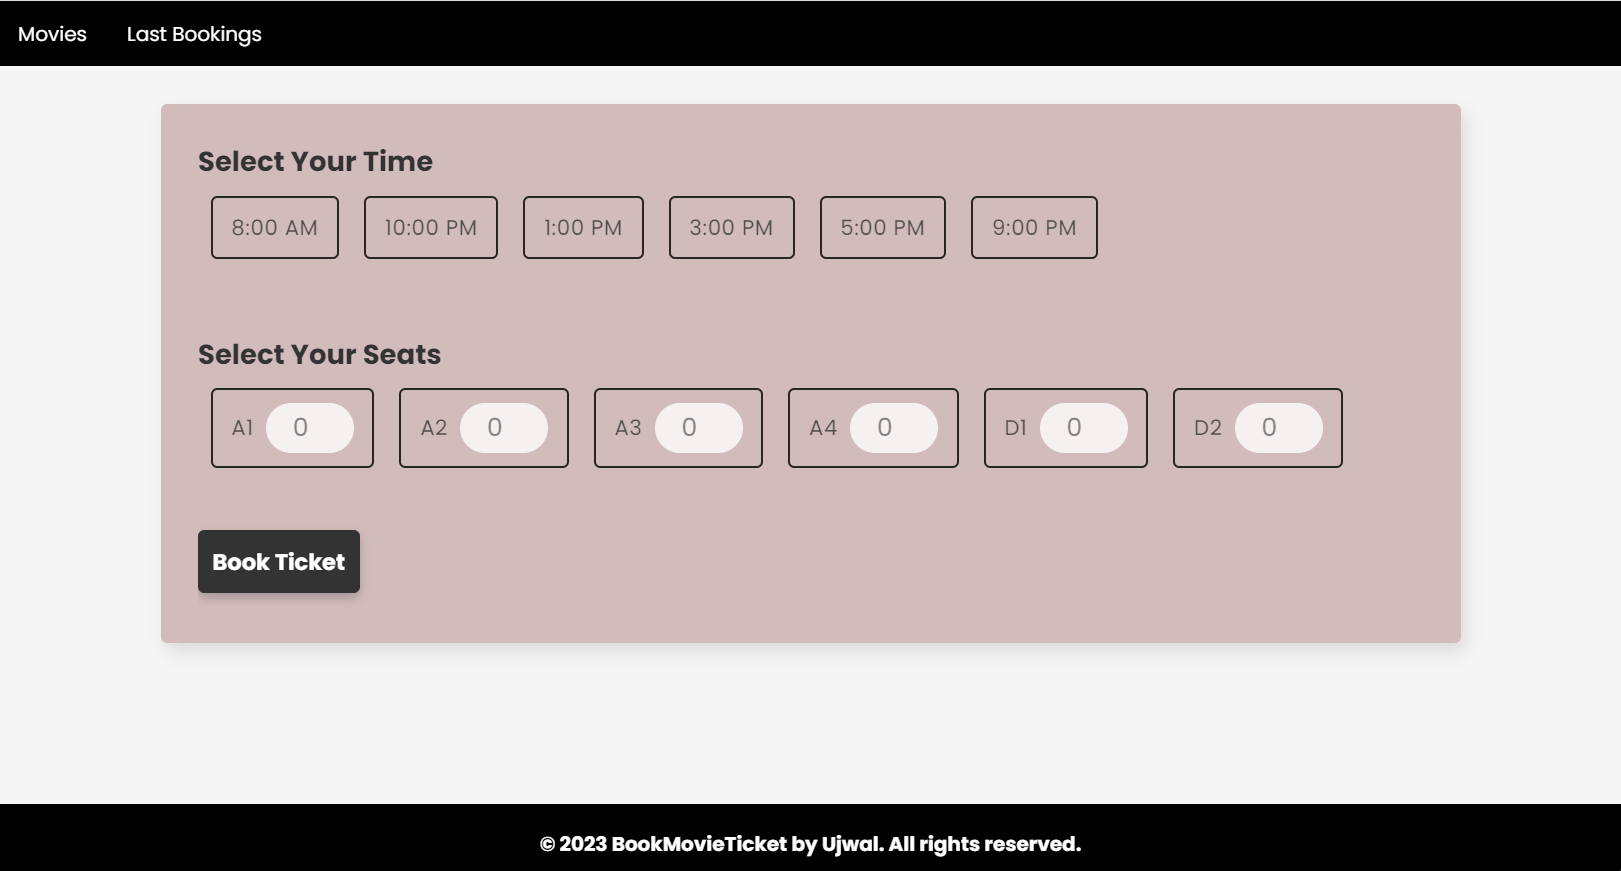 Movies Last Bookings
Select Your Time
8:00 AM 10:00 PM 1:00 PM 3:00 PM 5:00 PM 9:00 PM
Select Your Seats
A1 0 A2 0 A3 0 A4 0 D1 0 D2 0
Book Ticket
© 2023 BookMovieTicket by Ujwal. All rights reserved.